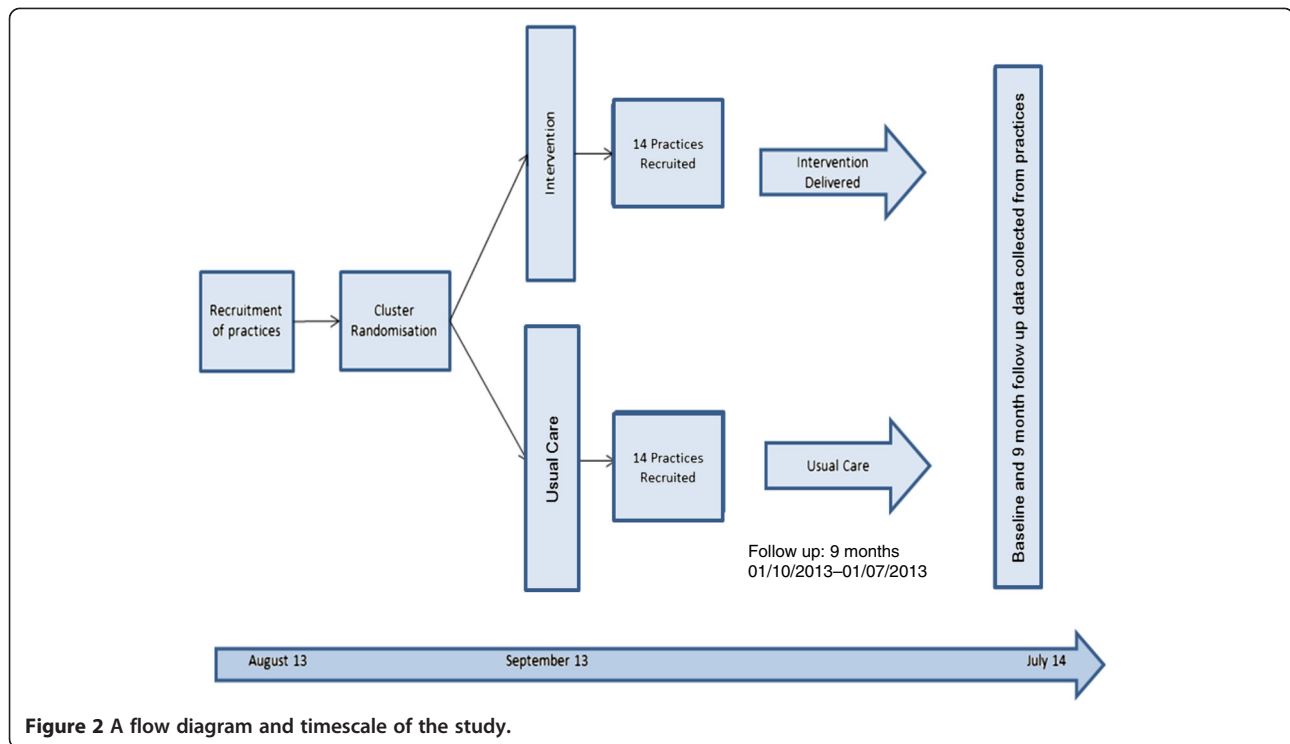 Recruitment
of practices
Cluster
Randomisation
Intervention
14 Practices
Recruited
Intervention
Delivered
Usual Care
14 Practices
Recruited
Usual Care
Follow up: 9 months
01/10/2013–01/07/2013
Baseline and 9 month follow up data collected from practices
August 13
September 13
July 14
Figure 2 A flow diagram and timescale of the study.